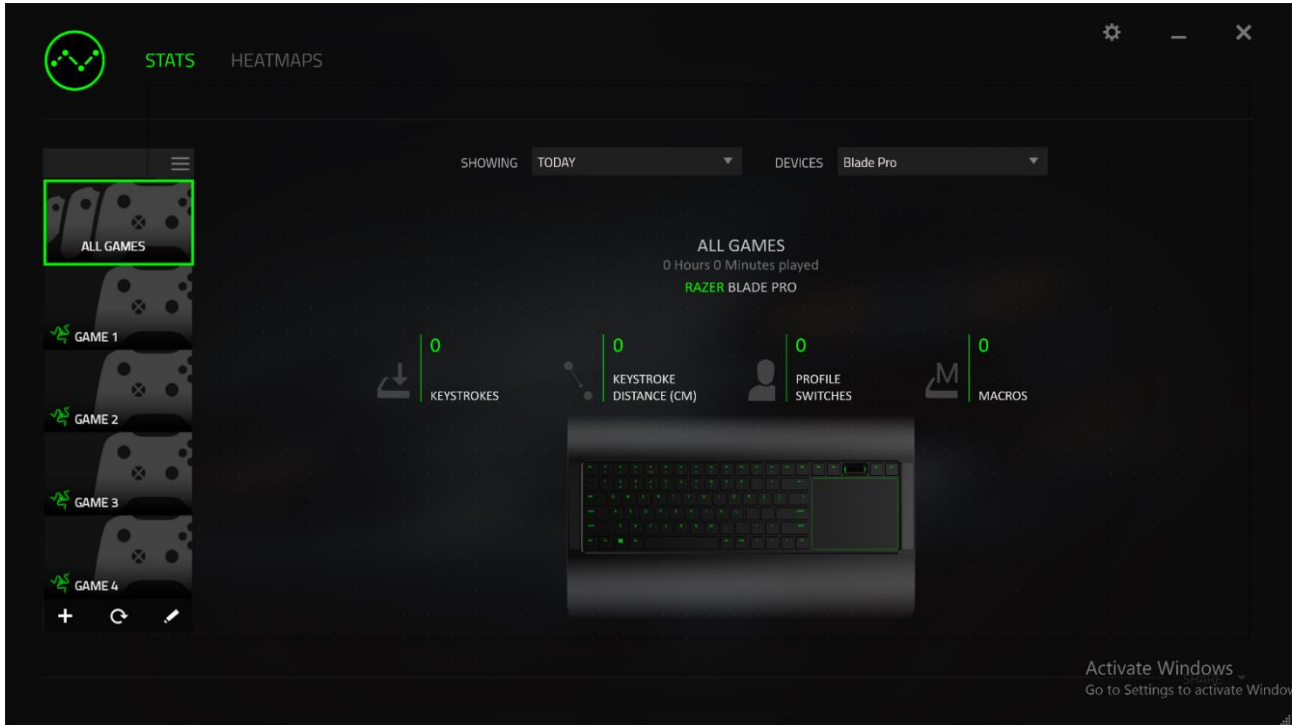 STATS HEATMAPS
SHOWING TODAY DEVICES Blade Pro
ALL GAMES
GAME 1
GAME 2
GAME 3
GAME 4
ALL GAMES
0 Hours 0 Minutes played
RAZER BLADE PRO
0
KEYSTROKES
0
KEYSTROKE
DISTANCE (CM)
0
PROFILE
SWITCHES
M
0
MACROS
Activate Windows
SHARE
Go to Settings to activate Window